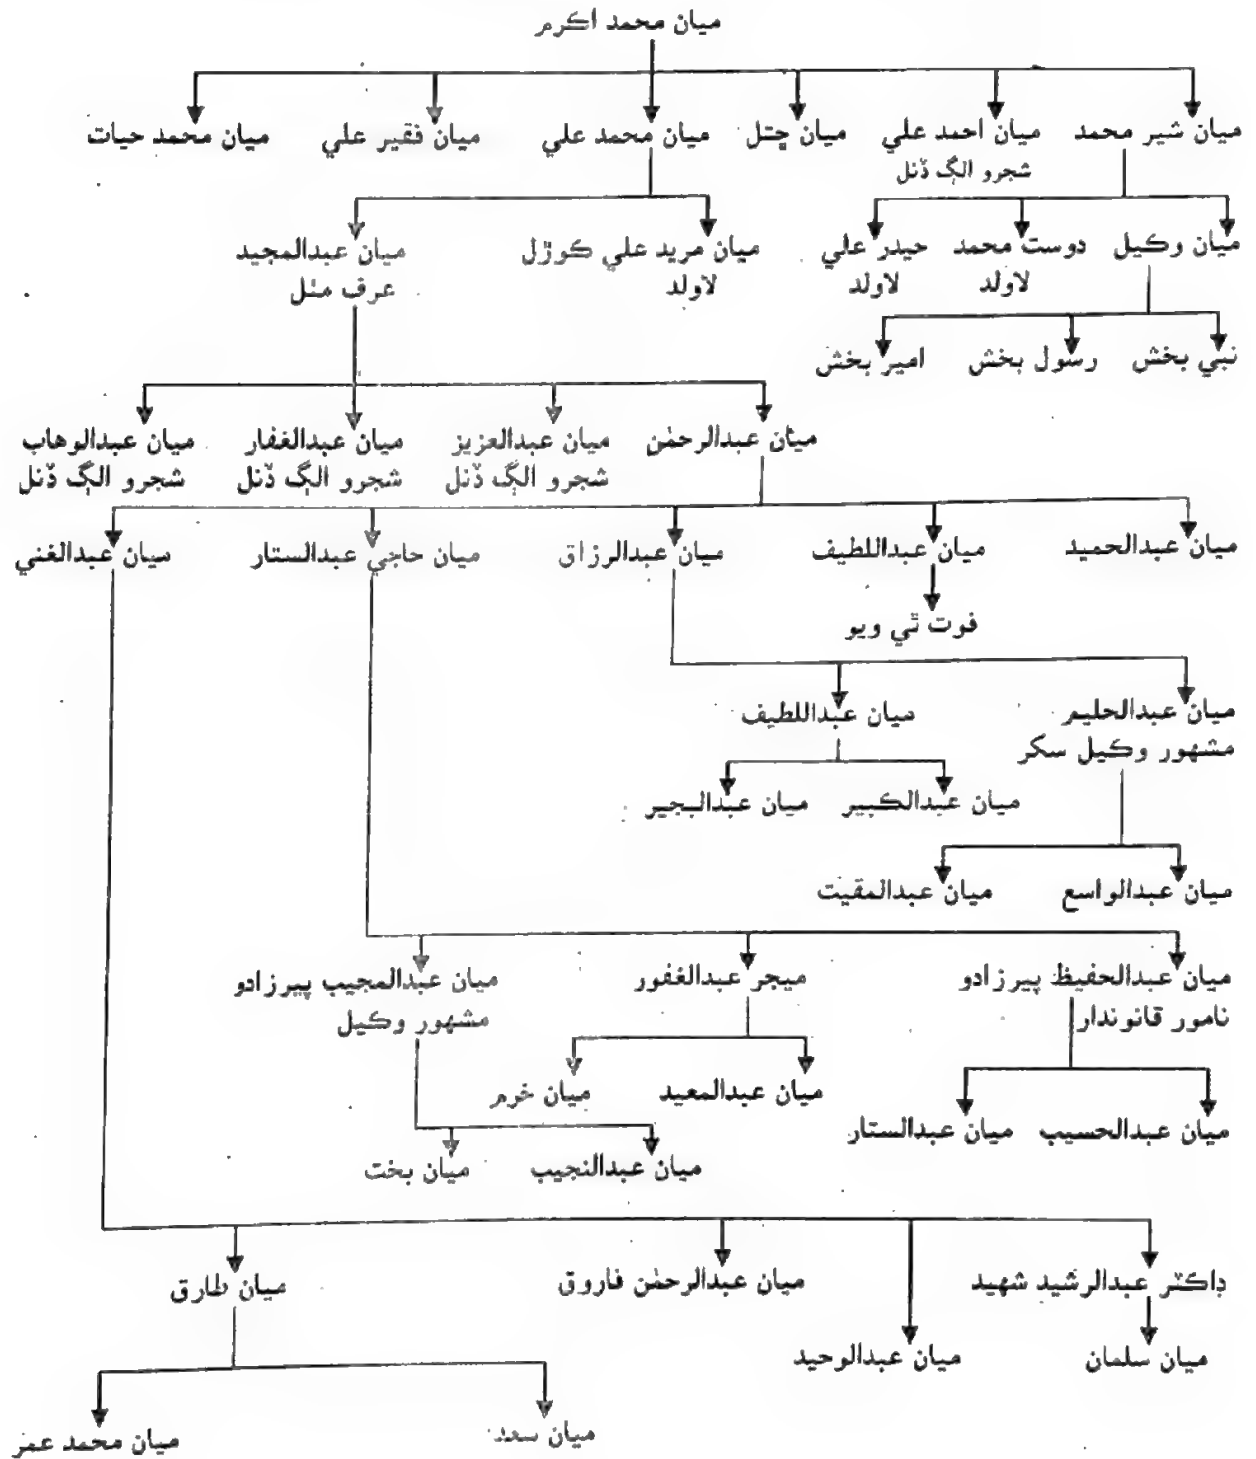 ميان محمد اڪرم
ميان شير محمد
ميان احمد علي
شجرو الڳ ڏنل
ميان چتل
ميان محمد علي
ميان فقير علي
ميان محمد حيات
ميان وڪيل
دوست محمد
لاولد
حيدر علي
لاولد
ميان مريد علي ڪوڙل
لاولد
ميان عبدالمجيد
عرف مٺل
نبي بخش
رسول بخش
امير بخش
ميان عبدالرحمٰن
ميان عبدالعزيز
شجرو الڳ ڏنل
ميان عبدالغفار
شجرو الڳ ڏنل
ميان عبدالوهاب
شجرو الڳ ڏنل
ميان عبدالحميد
ميان عبداللطيف
فوت ٿي ويو
ميان عبدالرزاق
ميان حاجي عبدالستار
ميان عبدالغني
ميان عبدالحليم
مشهور وڪيل سکر
ميان عبداللطيف
ميان عبدالڪبير
ميان عبدالبجير
ميان عبدالواسع
ميان عبدالمقيت
ميان عبدالحفيظ پيرزادو
نامور قانوندار
ميجر عبدالغفور
ميان عبدالمجيب پيرزادو
مشهور وڪيل
ميان عبدالمعيد
ميان خرم
ميان عبدالحسيب
ميان عبدالستار
ميان عبدالنجيب
ميان بخت
ڊاڪٽر عبدالرشيد شهيد
ميان عبدالرحمٰن فاروق
ميان طارق
ميان سلمان
ميان عبدالوحيد
ميان سعد
ميان محمد عمر